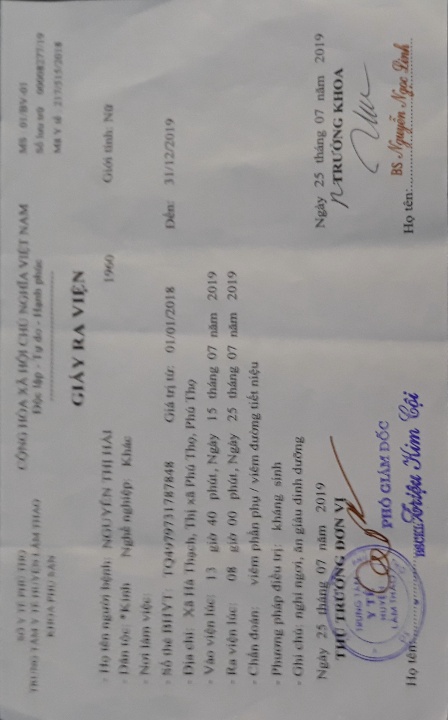 SỞ Y TẾ PHÚ THỌ
TRUNG TÂM Y TẾ HUYỆN LÂM THAO
KHOA PHỤ SẢN
CỘNG HÒA XÃ HỘI CHỦ NGHĨA VIỆT NAM
Độc lập - Tự do - Hạnh phúc
MS 01/BV-01
Số lưu trữ 00008277/19
Mã Y tế 217/515/2018
GIẤY RA VIỆN
- Họ tên người bệnh: NGUYỄN THỊ HẢI 1960 Giới tính: Nữ
- Dân tộc: *Kinh Nghề nghiệp: Khác
- Nơi làm việc:
- Số thẻ BHYT: TQ4979731787848 Giá trị từ: 01/01/2018 Đến: 31/12/2019
- Địa chỉ: Xã Hà Thạch, Thị xã Phú Thọ, Phú Thọ
- Vào viện lúc: 13 giờ 40 phút, Ngày 15 tháng 07 năm 2019
- Ra viện lúc: 08 giờ 00 phút, Ngày 25 tháng 07 năm 2019
- Chẩn đoán: viêm phần phụ / viêm đường tiết niệu
- Phương pháp điều trị: kháng sinh
- Ghi chú: nghỉ ngơi, ăn giàu dinh dưỡng
Ngày 25 tháng 07 năm 2019
THỦ TRƯỞNG ĐƠN VỊ
TRUNG TÂM
Y TẾ
HUYỆN
LÂM THAO
PHÓ GIÁM ĐỐC
Họ tên: BSCKI. Triệu Kim Cội
Ngày 25 tháng 07 năm 2019
TRƯỞNG KHOA
Họ tên: BS Nguyễn Ngọc Linh